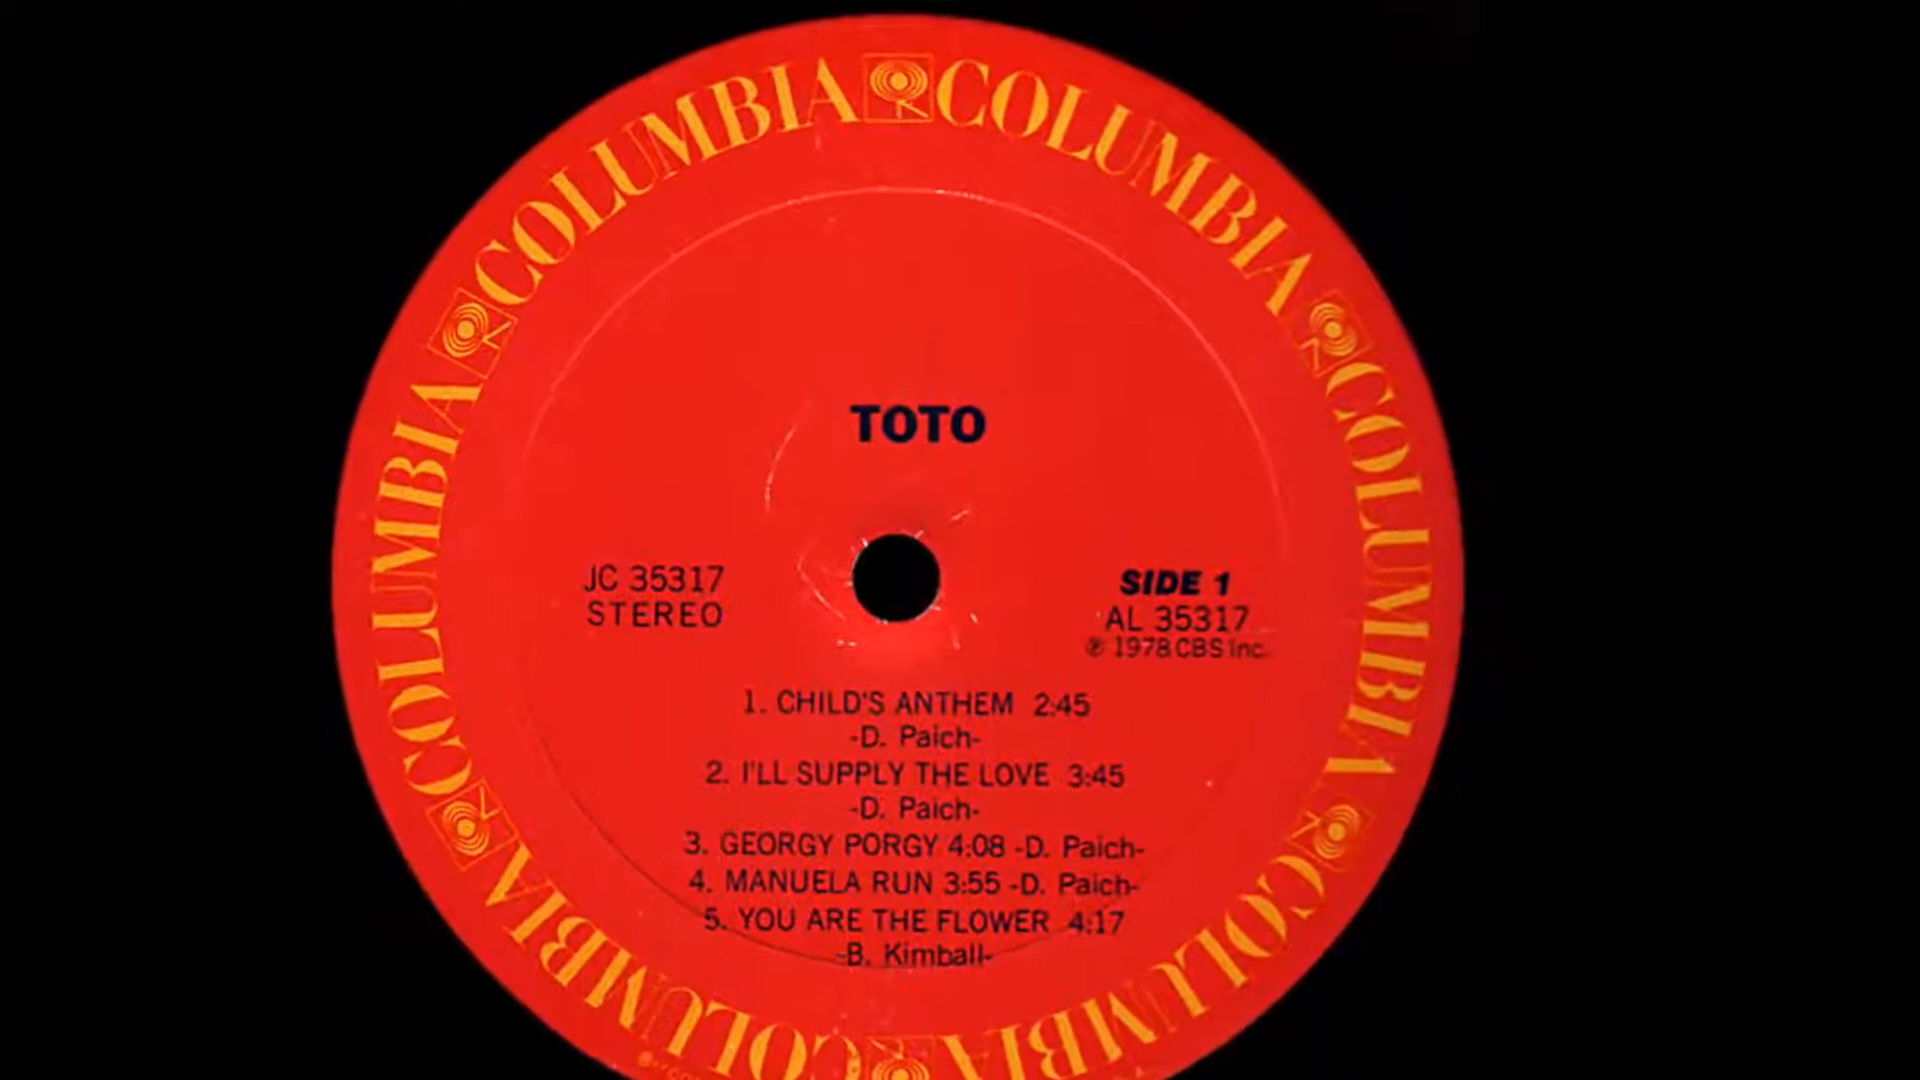 COLUMBIA COLUMBIA COLUMBIA COLUMBIA COLUMBIA COLUMBIA
TOTO
JC 35317
STEREO
SIDE 1
AL 35317
℗ 1978 CBS Inc.
1. CHILD'S ANTHEM 2:45
-D. Paich-
2. I'LL SUPPLY THE LOVE 3:45
-D. Paich-
3. GEORGY PORGY 4:08 -D. Paich-
4. MANUELA RUN 3:55 -D. Paich-
5. YOU ARE THE FLOWER 4:17
-B. Kimball-